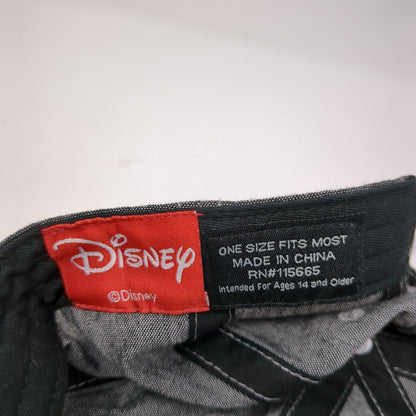 Disney
©Disney
ONE SIZE FITS MOST
MADE IN CHINA
RN#115665
Intended For Ages 14 and Older